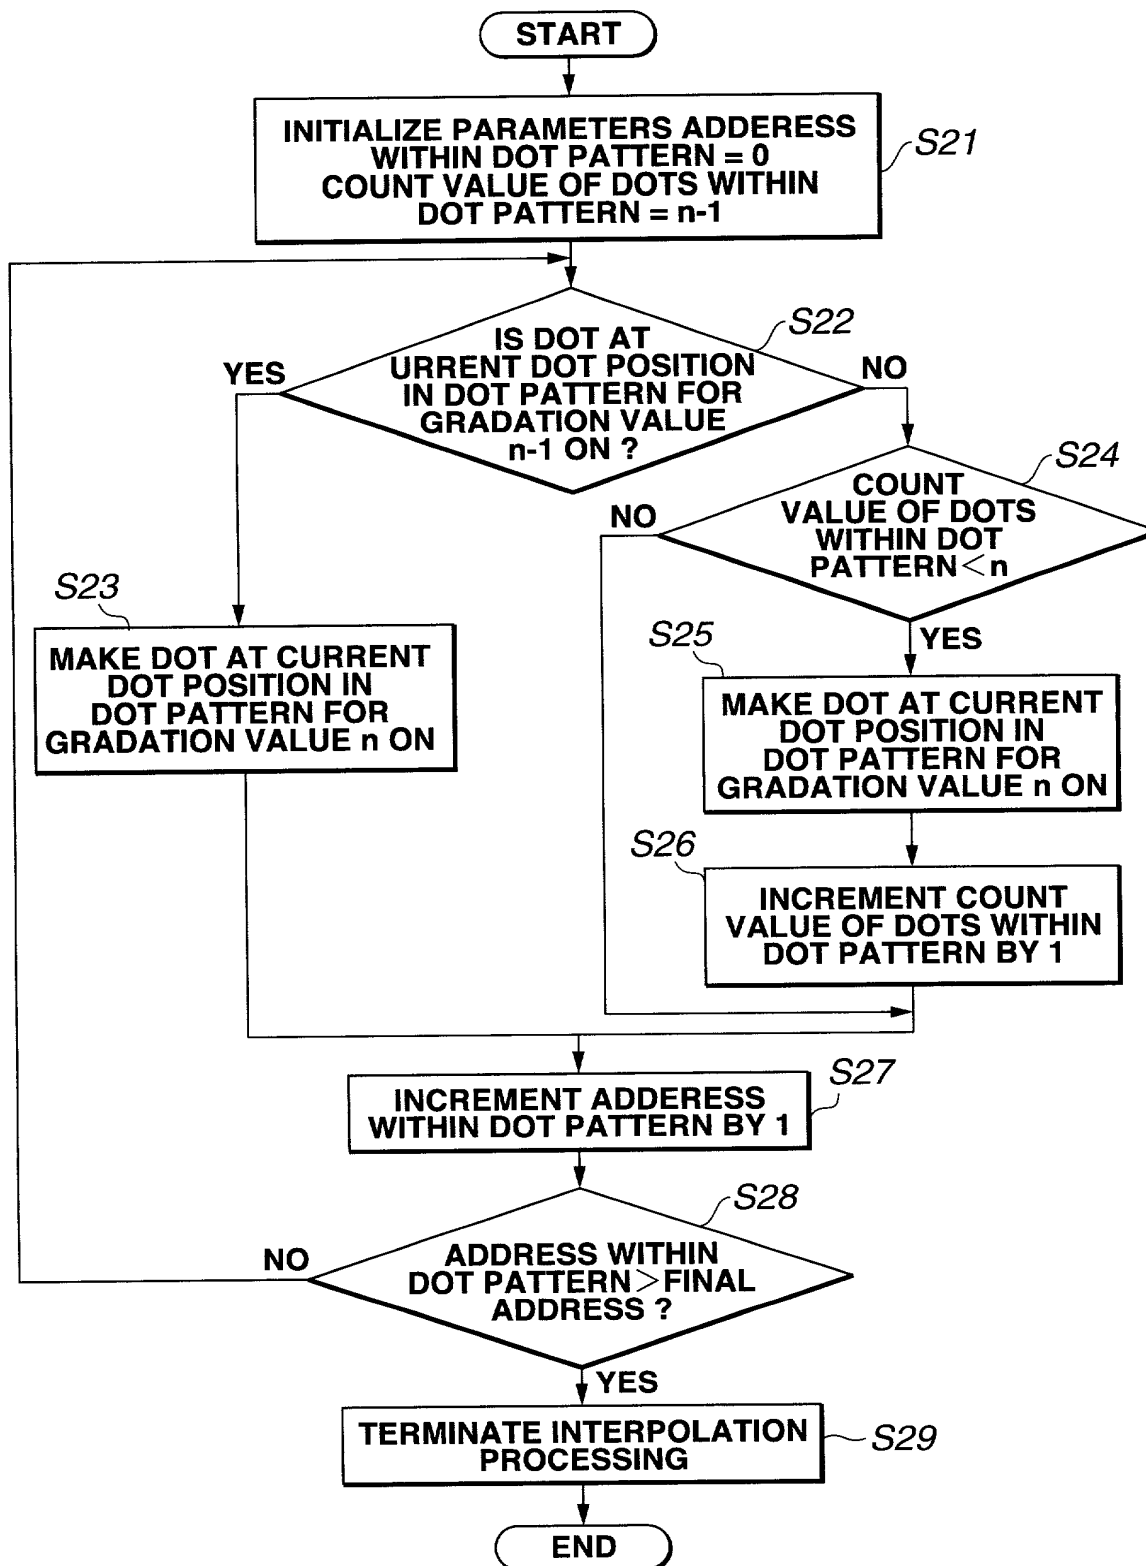 START
INITIALIZE PARAMETERS ADDERESS
WITHIN DOT PATTERN = 0
COUNT VALUE OF DOTS WITHIN
DOT PATTERN = n-1
S21
IS DOT AT
URRENT DOT POSITION
IN DOT PATTERN FOR
GRADATION VALUE
n-1 ON ?
S22
YES
NO
COUNT
VALUE OF DOTS
WITHIN DOT
PATTERN<n
S24
NO
YES
S23
MAKE DOT AT CURRENT
DOT POSITION IN
DOT PATTERN FOR
GRADATION VALUE n ON
S25
MAKE DOT AT CURRENT
DOT POSITION IN
DOT PATTERN FOR
GRADATION VALUE n ON
S26
INCREMENT COUNT
VALUE OF DOTS WITHIN
DOT PATTERN BY 1
INCREMENT ADDERESS
WITHIN DOT PATTERN BY 1
S27
ADDRESS WITHIN
DOT PATTERN>FINAL
ADDRESS ?
S28
NO
YES
TERMINATE INTERPOLATION
PROCESSING
S29
END